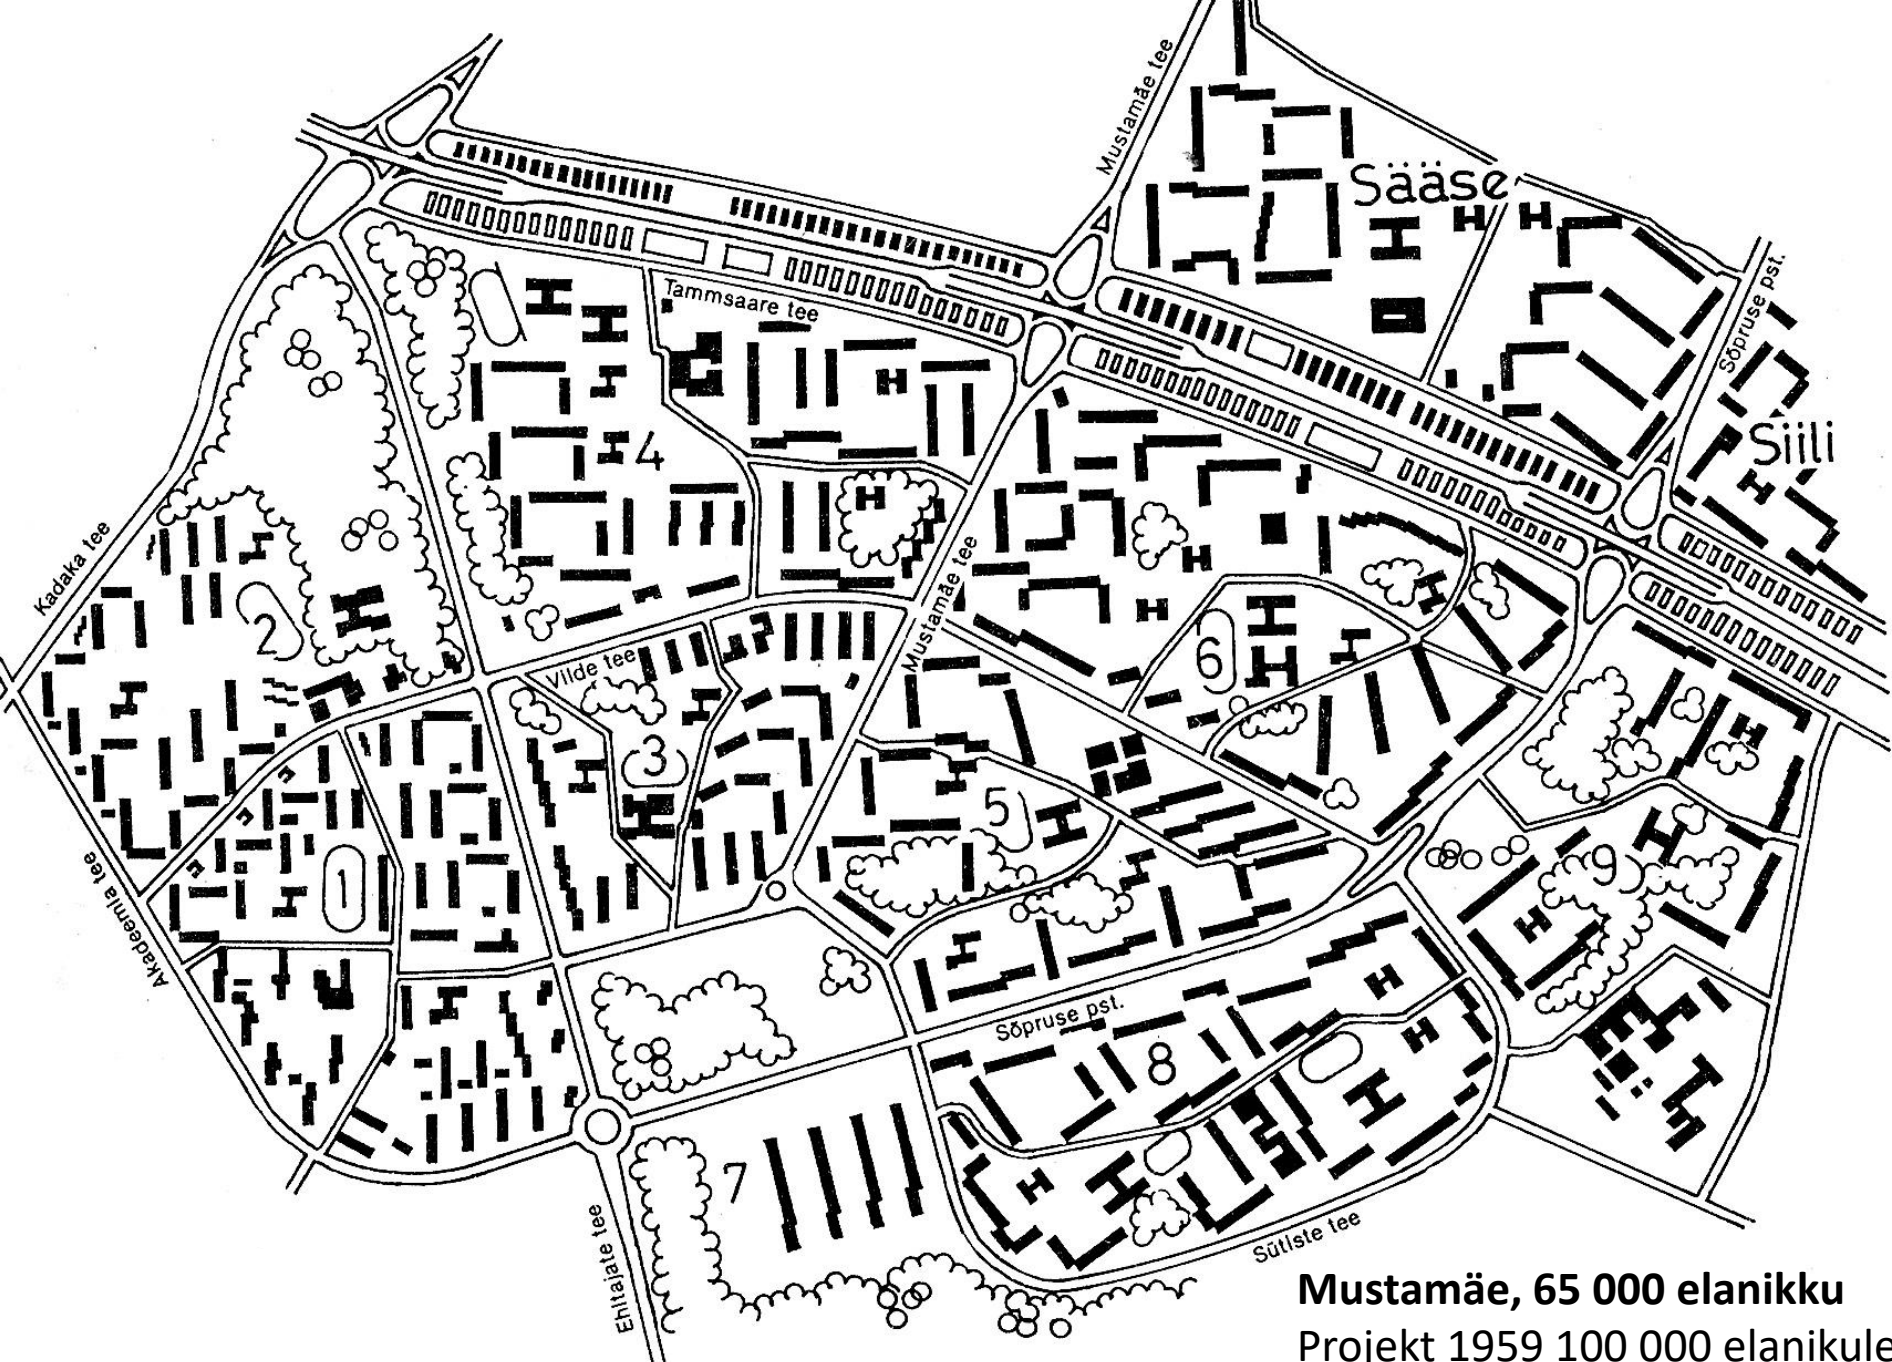 Mustamäe tee
Sääse
Sõpruse pst.
Tammsaare tee
Siili
4
Kadaka tee
2
Mustamäe tee
6
Vilde tee
3
5
9
1
Akadeemia tee
Sõpruse pst.
8
7
Ehitajate tee
Sütiste tee
Mustamäe, 65 000 elanikku
Projekt 1959 100 000 elanikule